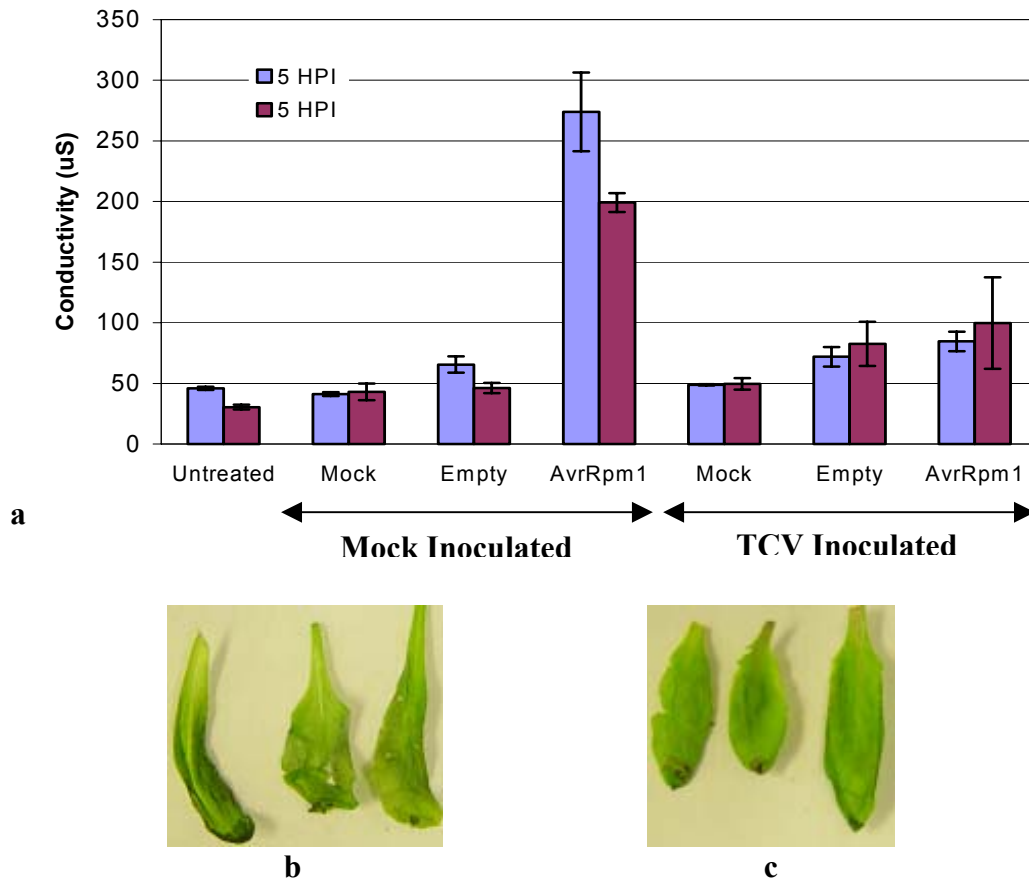 350
300
250
200
150
100
50
0
Conductivity (uS)
5 HPI
5 HPI
Untreated Mock Empty AvrRpm1 Mock Empty AvrRpm1
a
Mock Inoculated TCV Inoculated
b c